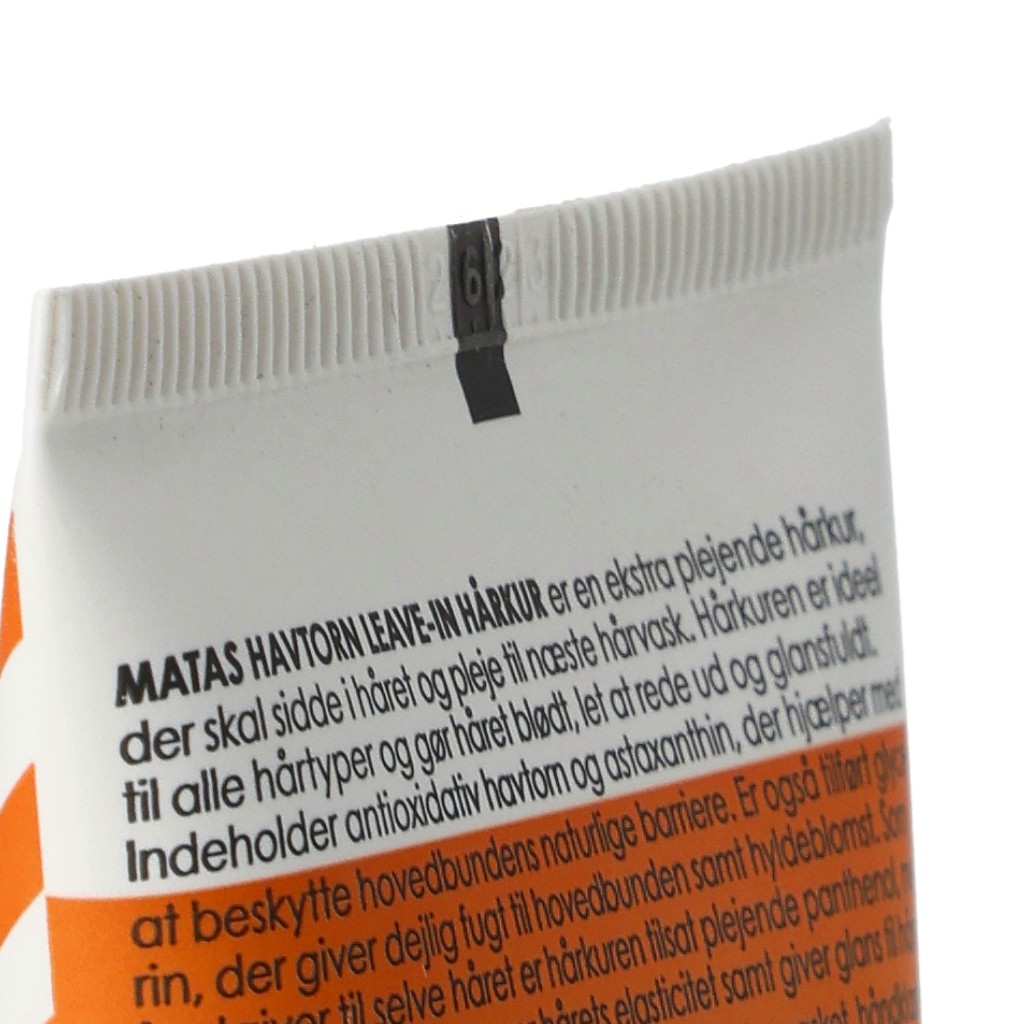 MATAS HAVTORN LEAVE-IN HÅRKUR er en ekstra plejende hårkur,
der skal sidde i håret og pleje til næste hårvask. Hårkuren er ideel
til alle hårtyper og gør håret blødt, let at rede ud og glansfuldt.
Indeholder antioxidativ havtorn og astaxanthin, der hjælper med
at beskytte hovedbundens naturlige barriere. Er også tilført
rin, der giver dejlig fugt til hovedbunden samt hyldeblomst.
til selve håret er hårkuren tilsat plejende panthenol,
hårets elasticitet samt giver glans til